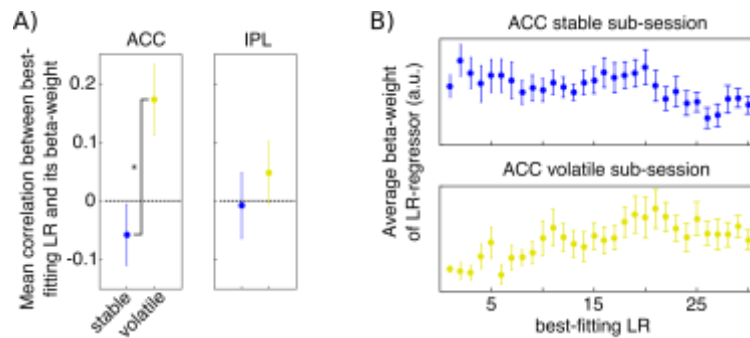 A)
ACC
IPL
Mean correlation between best-
fitting LR and its beta-weight
0.2
0.1
0
-0.1
*
stable
volatile
B)
ACC stable sub-session
Average beta-weight
of LR-regressor (a.u.)
ACC volatile sub-session
5
15
25
best-fitting LR